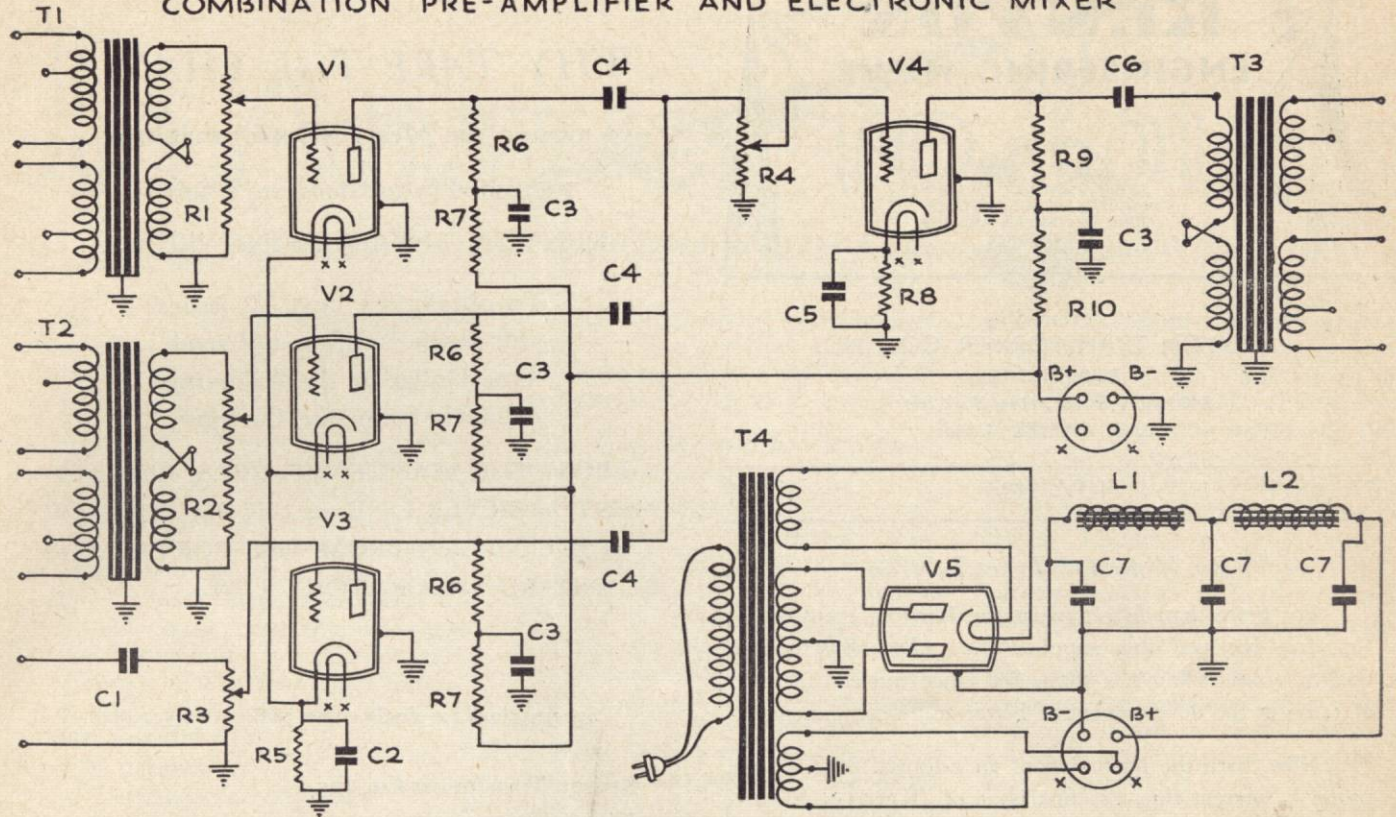 COMBINATION PRE-AMPLIFIER AND ELECTRONIC MIXER
T1
V1
C4
V4
C6
T3
R6
R9
R4
R1
R7
C3
C3
C4
V2
R8
C5
R10
T2
R6
C3
B+
B-
R7
T4
x
x
L1
L2
R2
V3
C7
C7
C7
C4
V5
R6
C3
C1
R3
R7
B-
B+
R5
C2
x
x